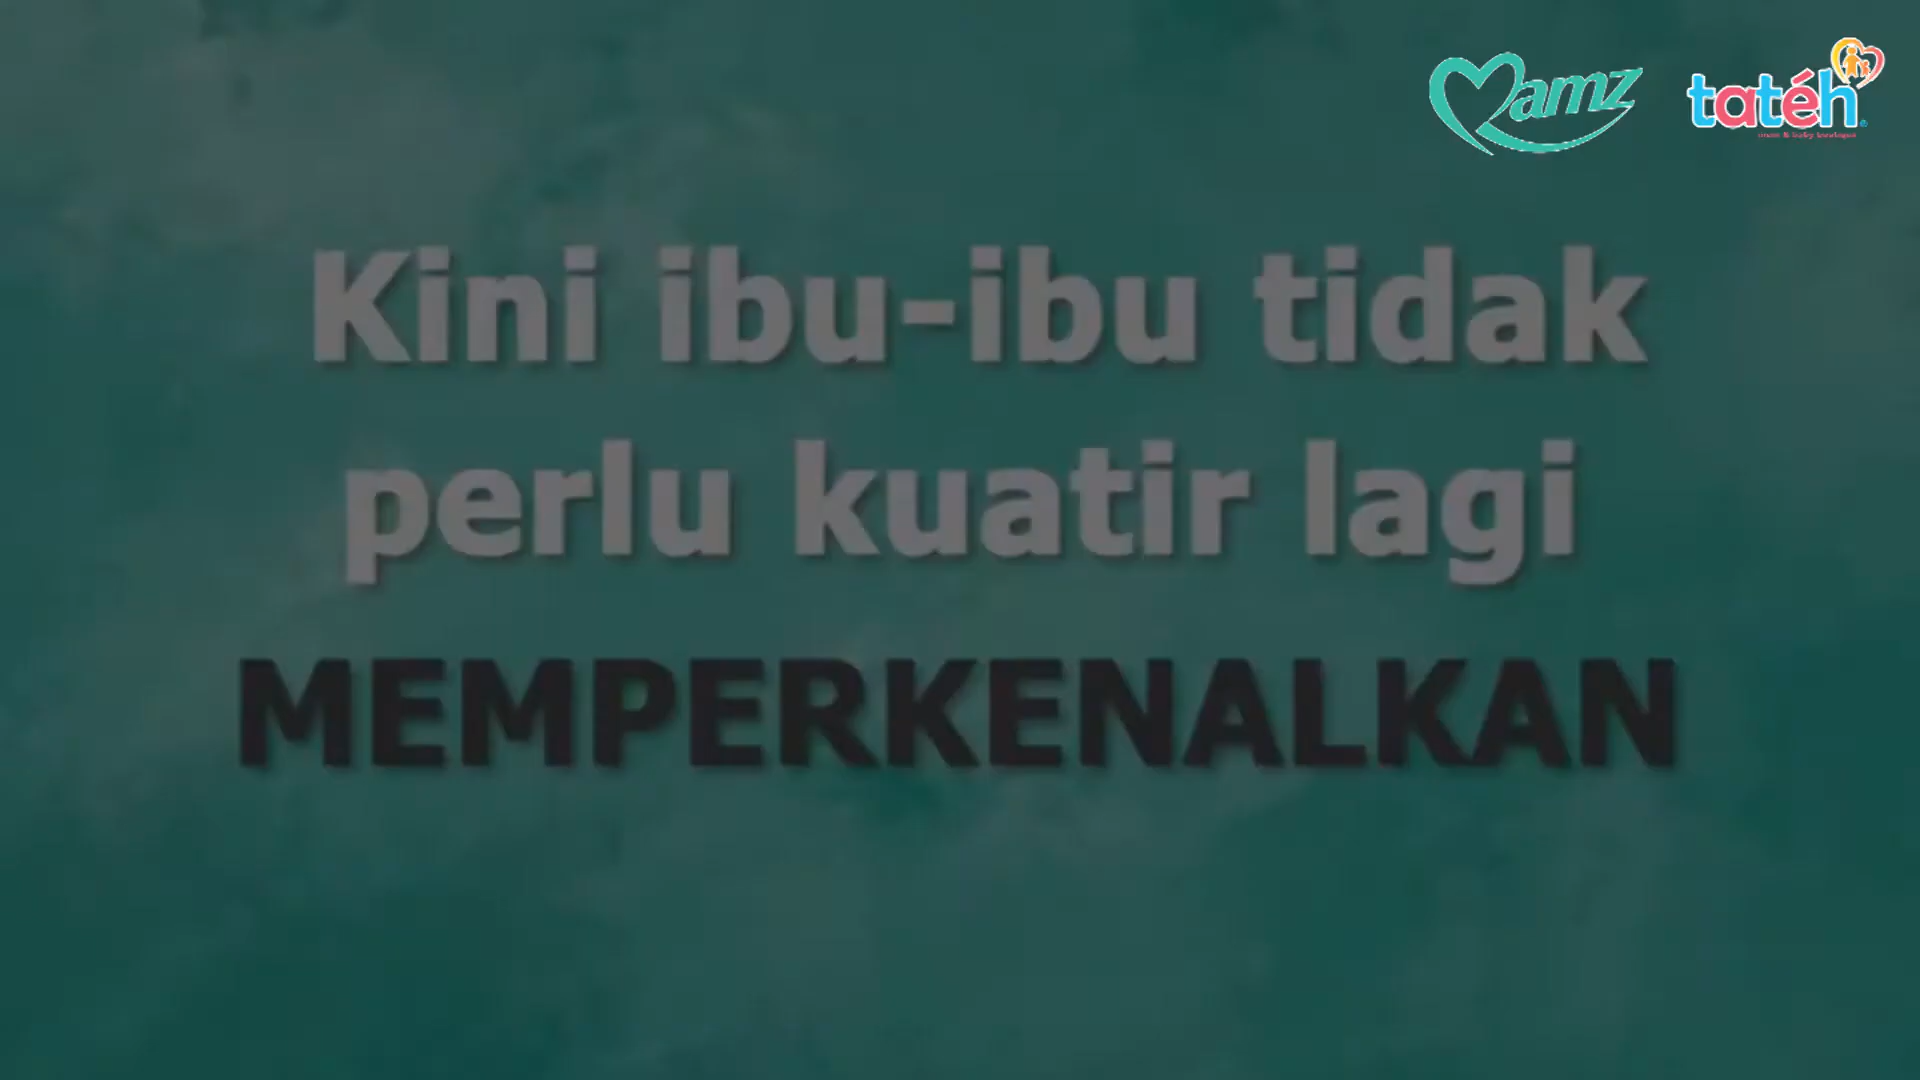 Mamz
tatéh
Kini ibu-ibu tidak
perlu kuatir lagi
MEMPERKENALKAN